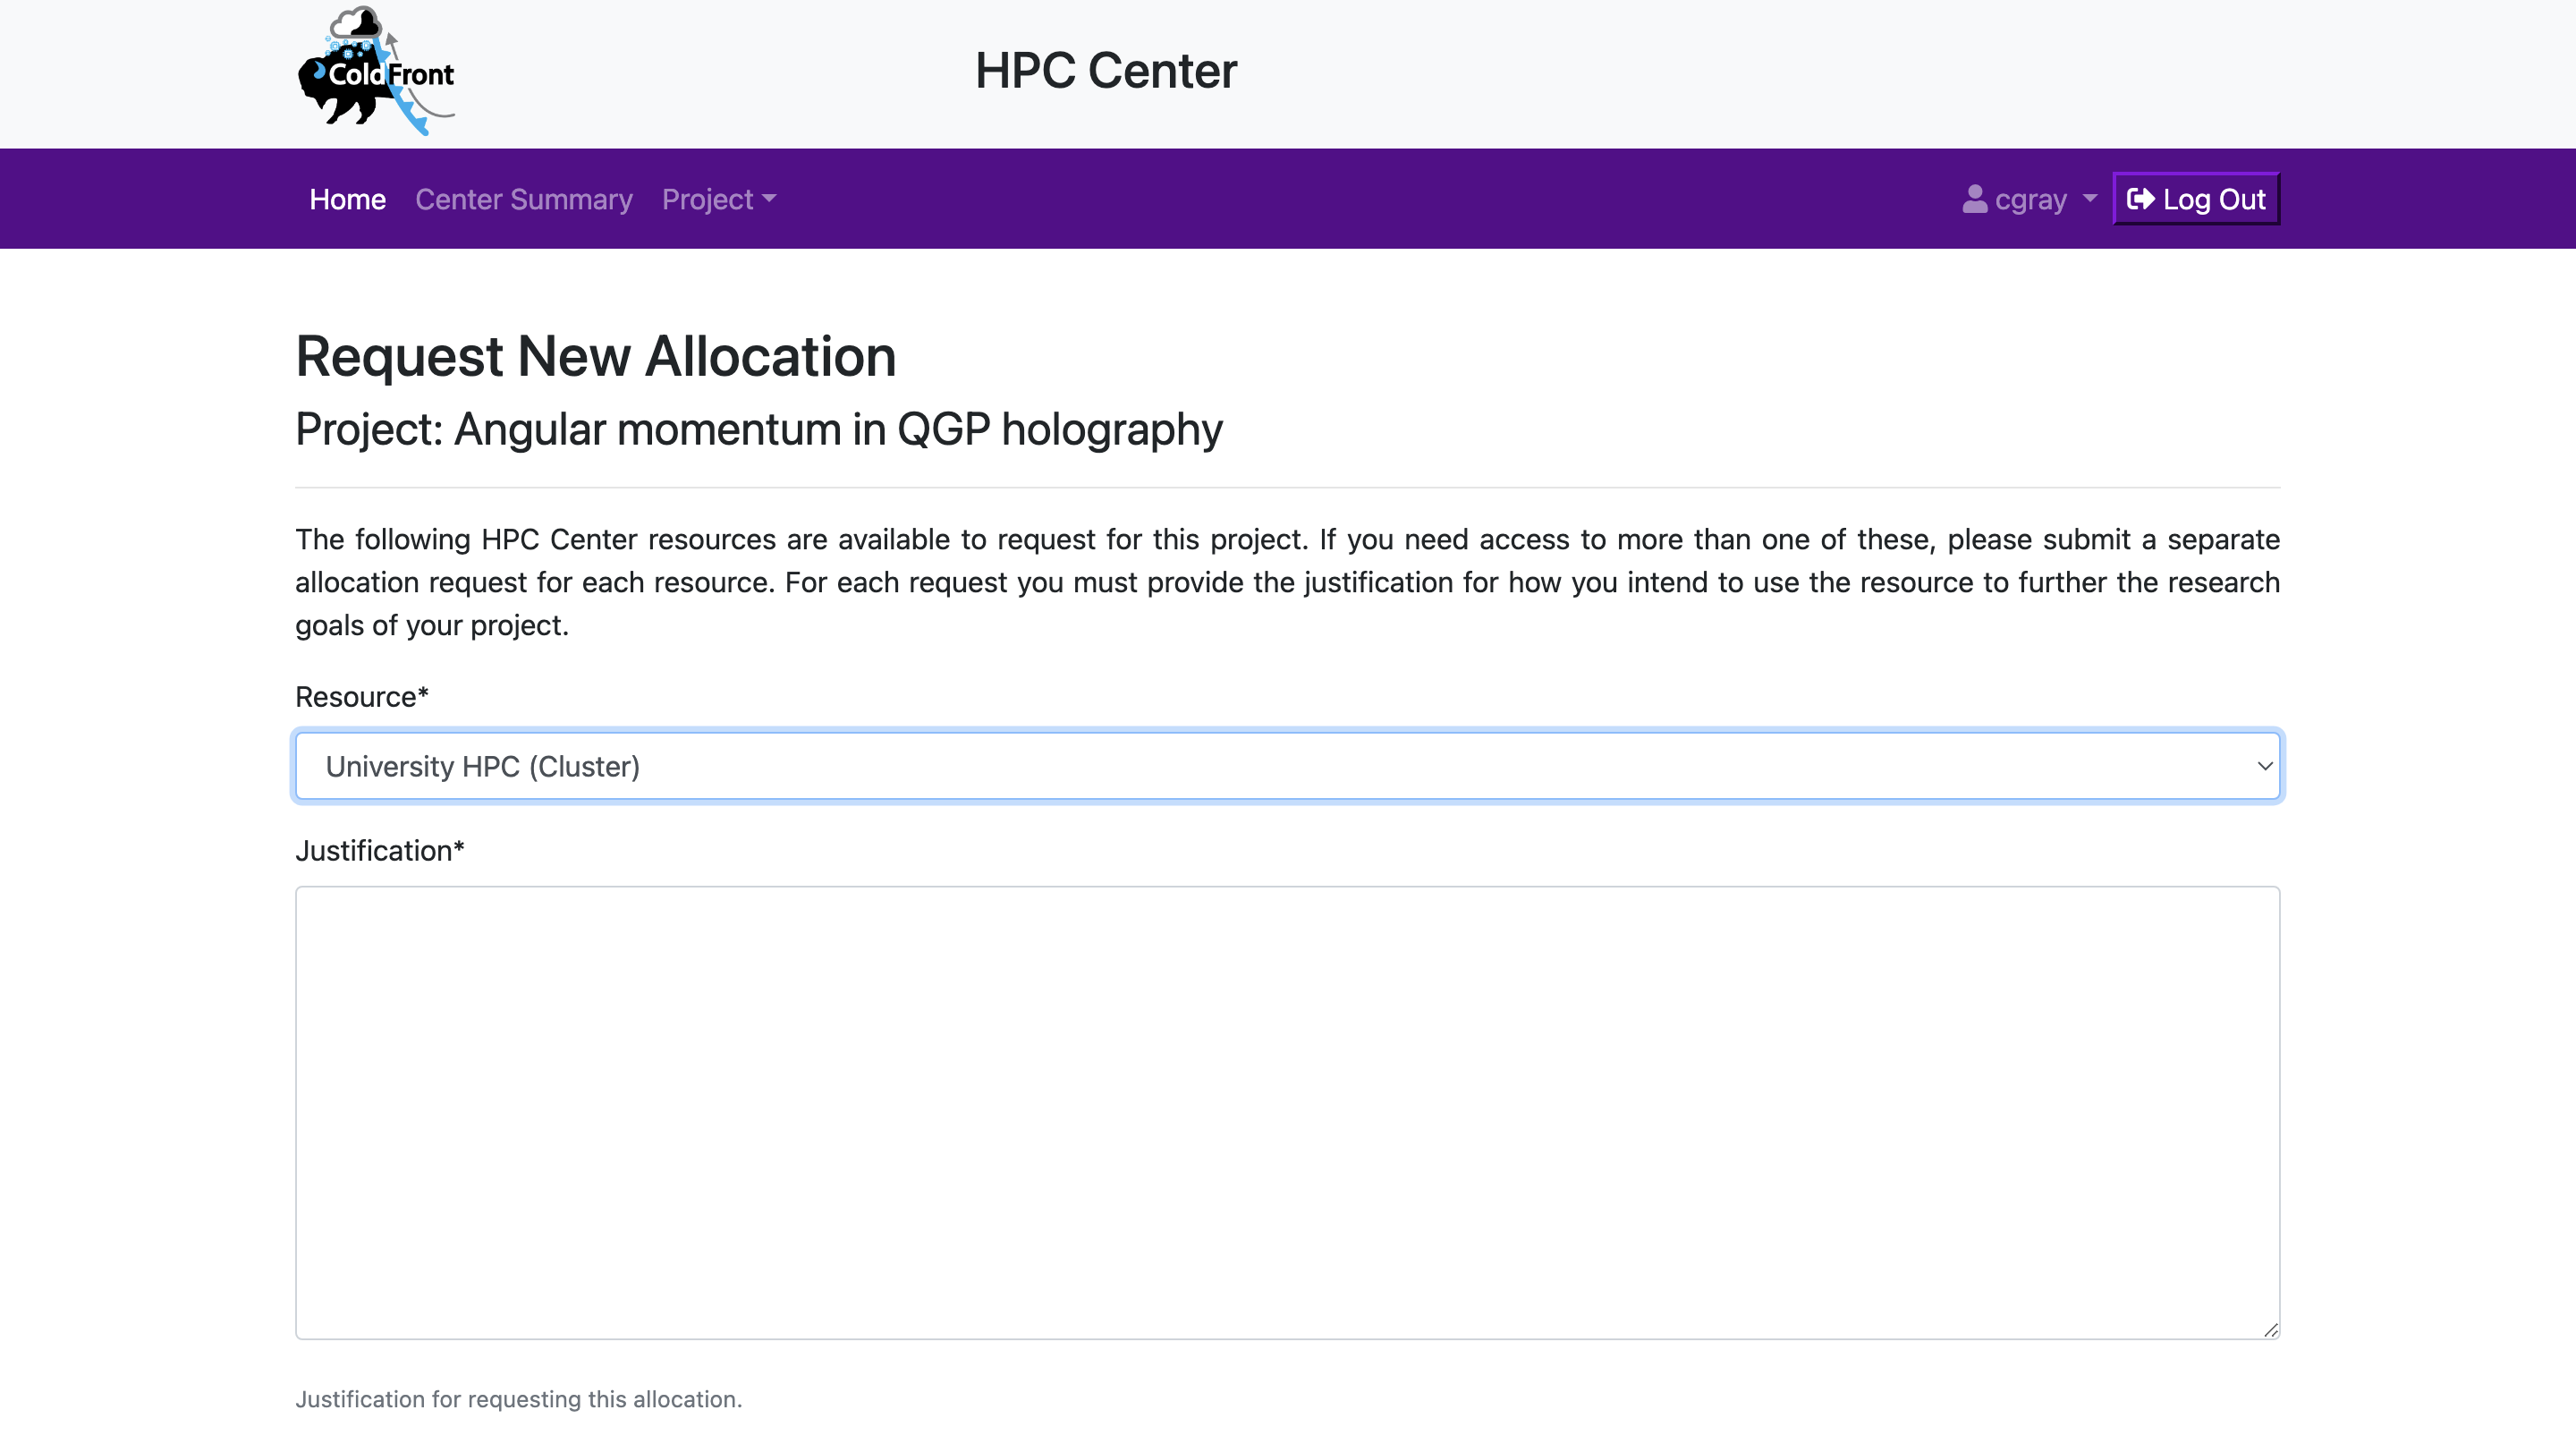 ColdFront
HPC Center
Home Center Summary Project cgray Log Out
Request New Allocation
Project: Angular momentum in QGP holography
The following HPC Center resources are available to request for this project. If you need access to more than one of these, please submit a separate
allocation request for each resource. For each request you must provide the justification for how you intend to use the resource to further the research
goals of your project.
Resource*
University HPC (Cluster)
Justification*
Justification for requesting this allocation.